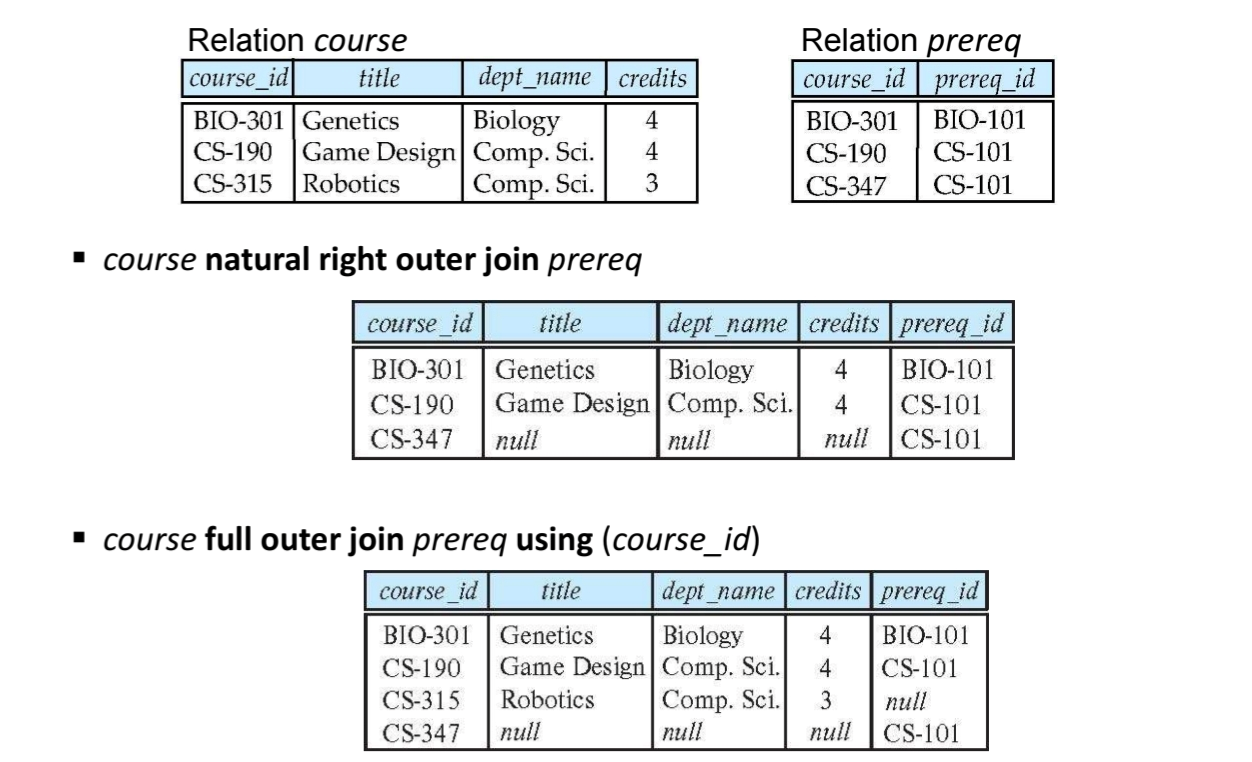 Relation course Relation prereq
course_id title dept_name credits course_id prereq_id
BIO-301 Genetics Biology 4 BIO-301 BIO-101
CS-190 Game Design Comp. Sci. 4 CS-190 CS-101
CS-315 Robotics Comp. Sci. 3 CS-347 CS-101
▪ course natural right outer join prereq
course_id title dept_name credits prereq_id
BIO-301 Genetics Biology 4 BIO-101
CS-190 Game Design Comp. Sci. 4 CS-101
CS-347 null null null CS-101
▪ course full outer join prereq using (course_id)
course_id title dept_name credits prereq_id
BIO-301 Genetics Biology 4 BIO-101
CS-190 Game Design Comp. Sci. 4 CS-101
CS-315 Robotics Comp. Sci. 3 null
CS-347 null null null CS-101